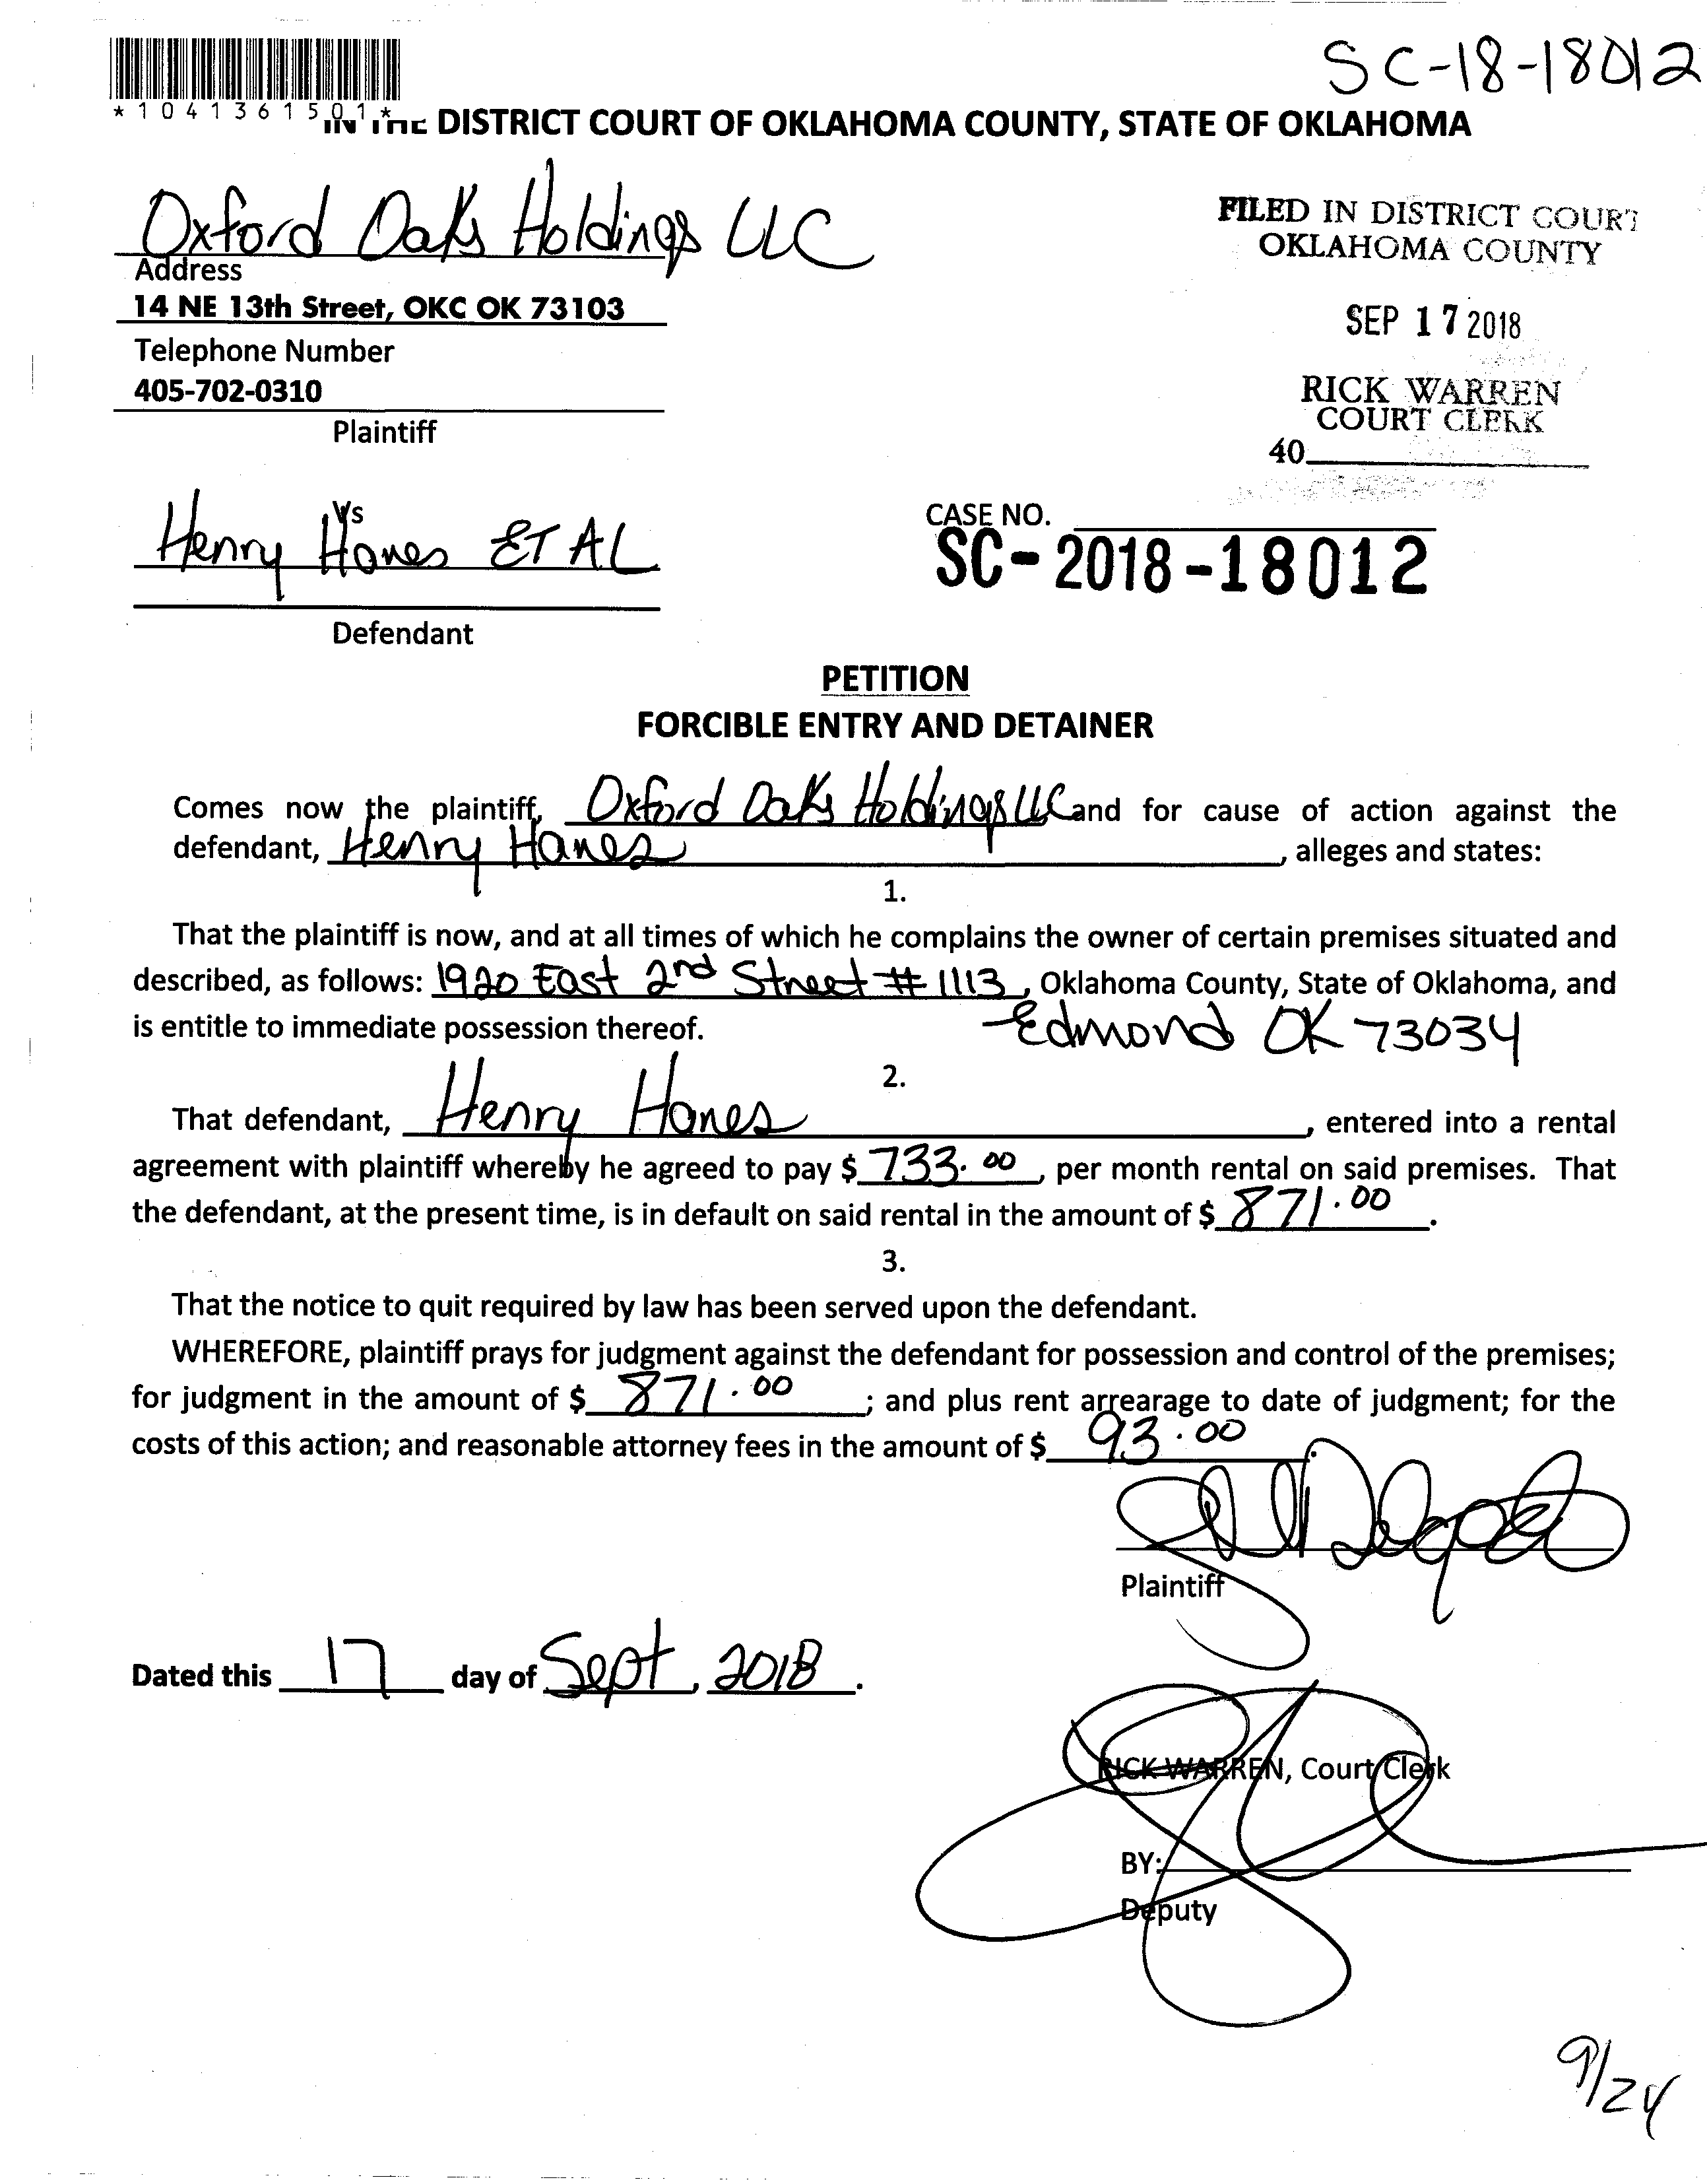 SC-18-18012
*1041361501*
IN THE DISTRICT COURT OF OKLAHOMA COUNTY, STATE OF OKLAHOMA
Oxford Oaks Holdings LLC
Address
14 NE 13th Street, OKC OK 73103
Telephone Number
405-702-0310
Plaintiff
FILED IN DISTRICT COURT
OKLAHOMA COUNTY
SEP 17 2018
RICK WARREN
COURT CLERK
40
Vs
Henry Hanes ET AL
Defendant
CASE NO.
SC-2018-18012
PETITION
FORCIBLE ENTRY AND DETAINER
Comes now the plaintiff, Oxford Oaks Holdings LLC and for cause of action against the
defendant, Henry Hanes, alleges and states:
1.
That the plaintiff is now, and at all times of which he complains the owner of certain premises situated and
described, as follows: 1920 East 2nd Street #1113, Oklahoma County, State of Oklahoma, and
is entitle to immediate possession thereof. Edmond OK 73034
2.
That defendant, Henry Hanes, entered into a rental
agreement with plaintiff whereby he agreed to pay $ 733.00, per month rental on said premises. That
the defendant, at the present time, is in default on said rental in the amount of $ 871.00.
3.
That the notice to quit required by law has been served upon the defendant.
WHEREFORE, plaintiff prays for judgment against the defendant for possession and control of the premises;
for judgment in the amount of $ 871.00; and plus rent arrearage to date of judgment; for the
costs of this action; and reasonable attorney fees in the amount of $ 93.00.
Plaintiff
Dated this 17 day of Sept, 2018.
RICK WARREN, Court Clerk
BY:
Deputy
9/24